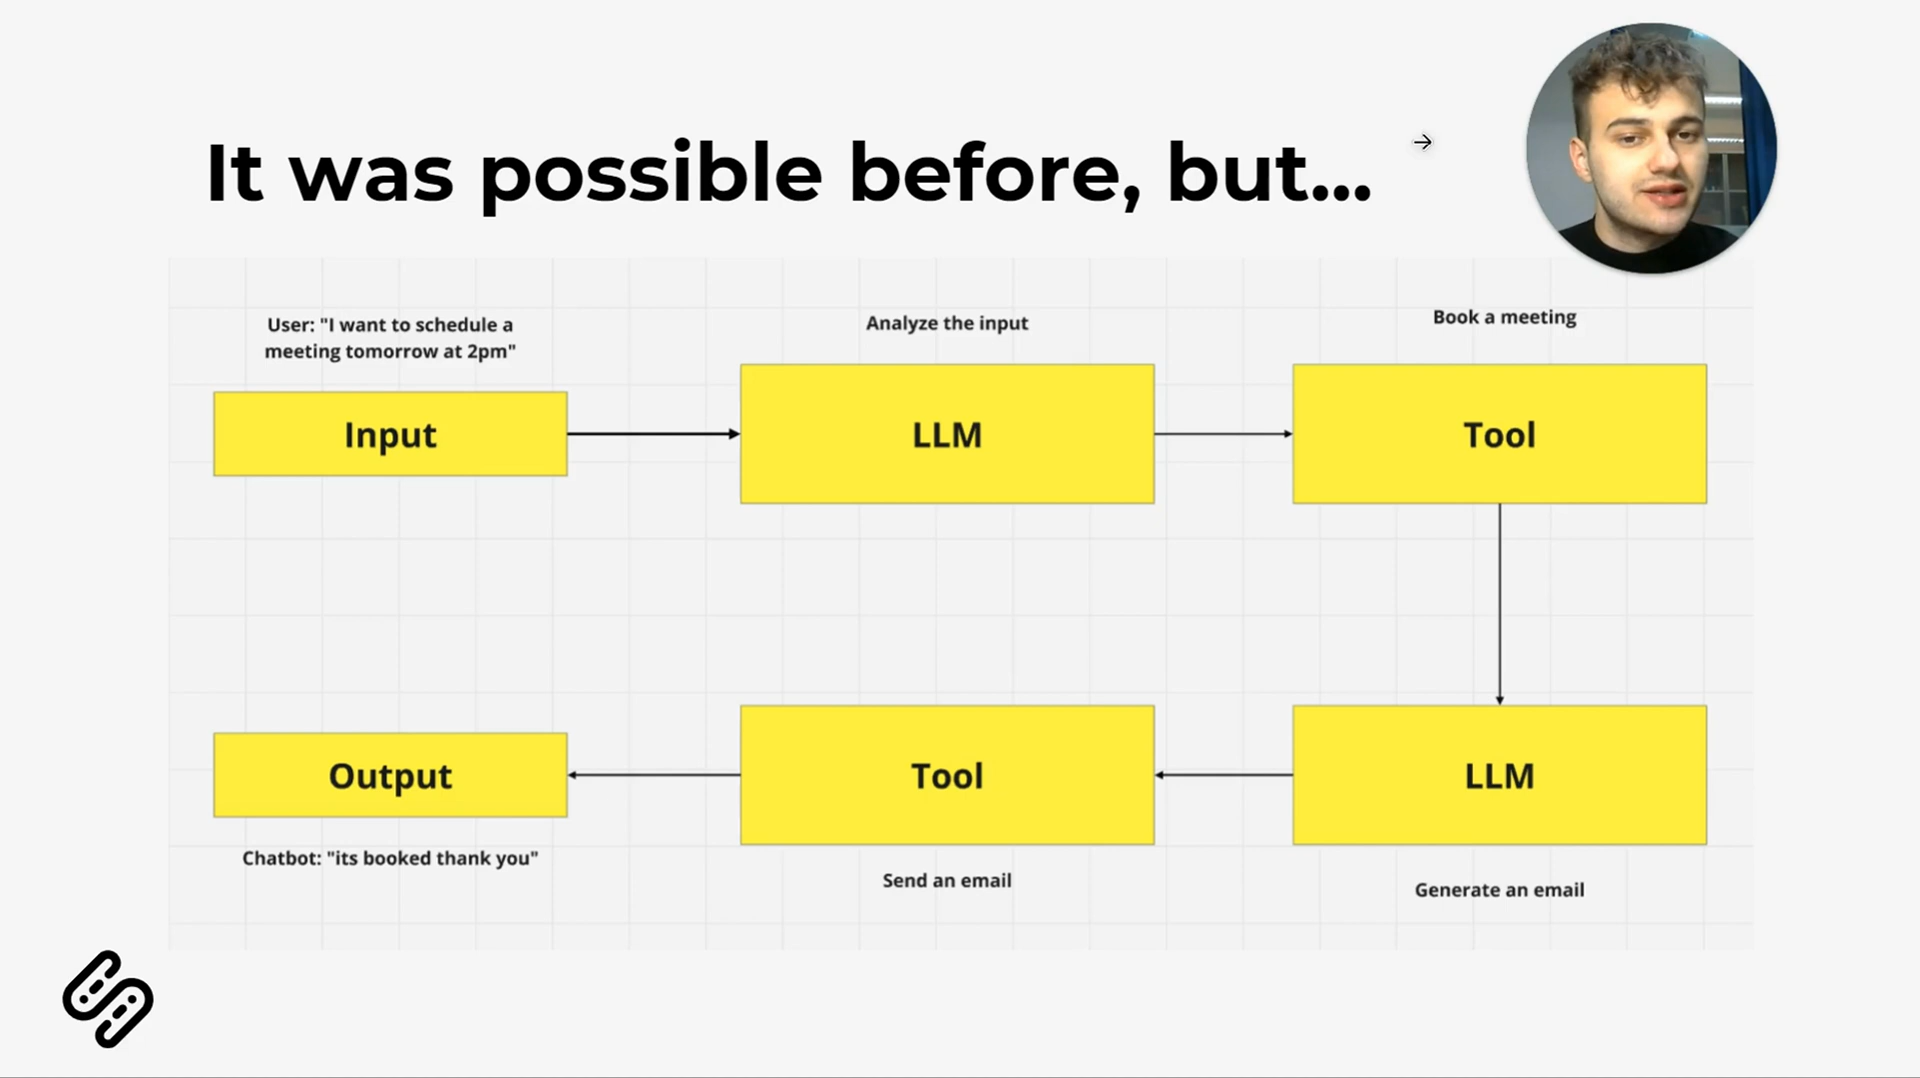 It was possible before, but...
User: "I want to schedule a
meeting tomorrow at 2pm"
Analyze the input
Book a meeting
Input
LLM
Tool
Output
Tool
LLM
Chatbot: "its booked thank you"
Send an email
Generate an email